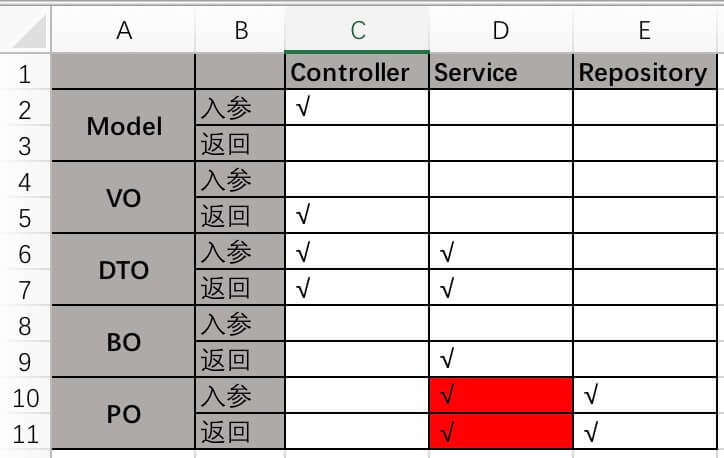 A B C D E
1 Controller Service Repository
2 Model 入参 √
3 返回
4 VO 入参
5 返回 √
6 DTO 入参 √ √
7 返回 √ √
8 BO 入参
9 返回 √
10 PO 入参 √ √
11 返回 √ √